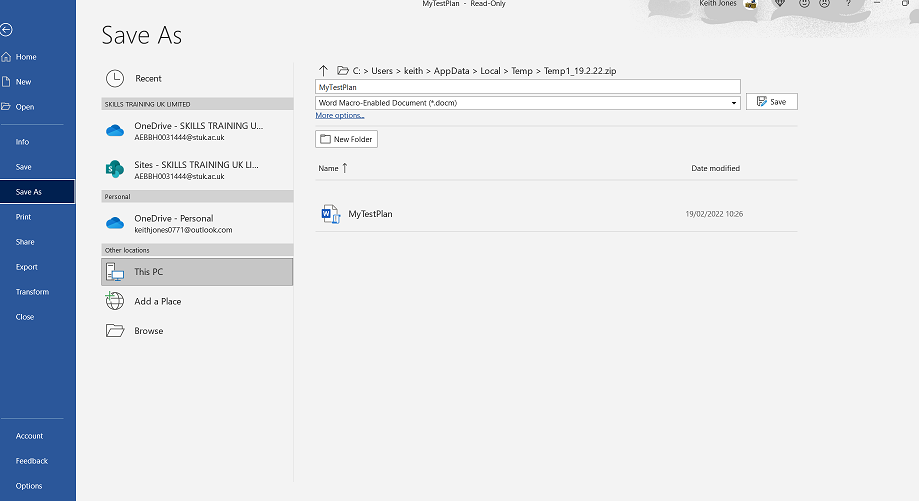 MyTestPlan - Read-Only
Keith Jones
?
Save As
Home
New
Open
Info
Save
Save As
Print
Share
Export
Transform
Close
Account
Feedback
Options
Recent
SKILLS TRAINING UK LIMITED
OneDrive - SKILLS TRAINING U...
AEBBH0031444@stuk.ac.uk
Sites - SKILLS TRAINING UK LI...
AEBBH0031444@stuk.ac.uk
Personal
OneDrive - Personal
keithjones0771@outlook.com
Other locations
This PC
Add a Place
Browse
C: > Users > keith > AppData > Local > Temp > Temp1_19.2.22.zip
MyTestPlan
Word Macro-Enabled Document (*.docm)
Save
More options...
New Folder
Name ↑
Date modified
MyTestPlan
19/02/2022 10:26